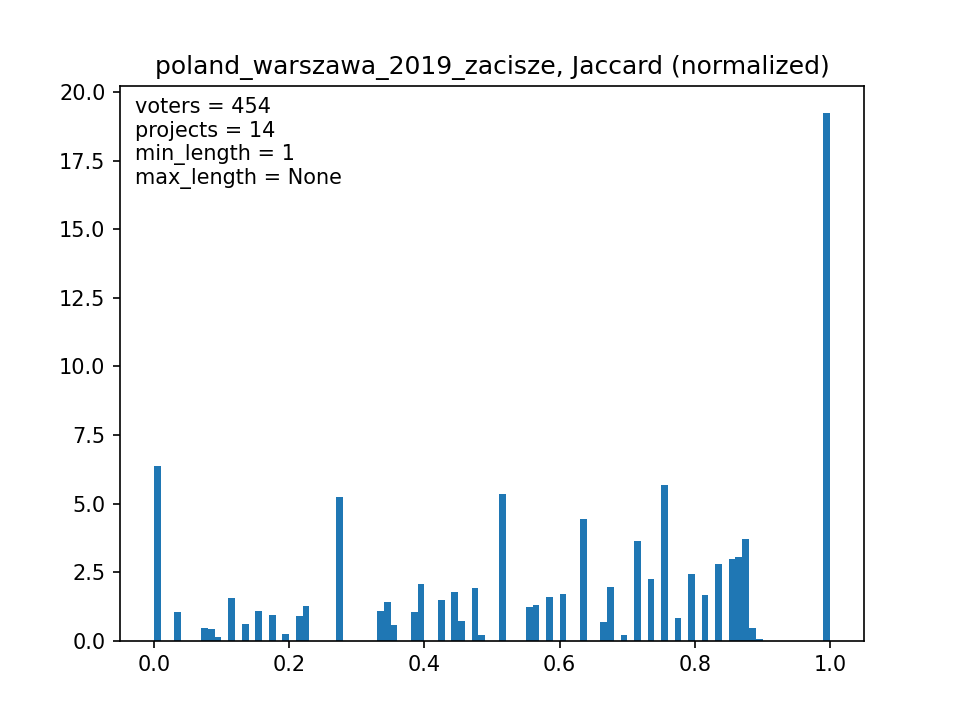 poland_warszawa_2019_zacisze, Jaccard (normalized)
voters = 454
projects = 14
min_length = 1
max_length = None
20.0
17.5
15.0
12.5
10.0
7.5
5.0
2.5
0.0
0.0 0.2 0.4 0.6 0.8 1.0